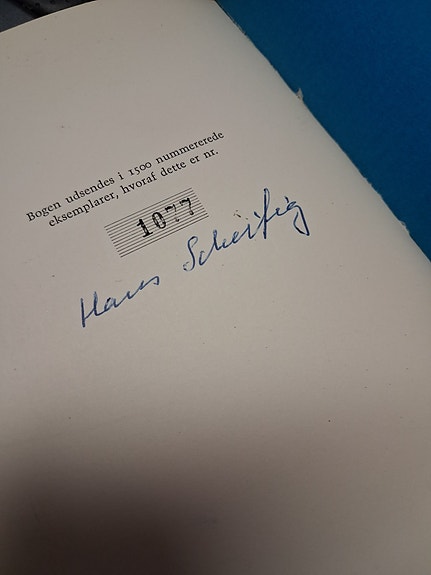 Bogen udsendes i 1500 nummererede
eksemplarer, hvoraf dette er nr.
1077
Hans Scherfig